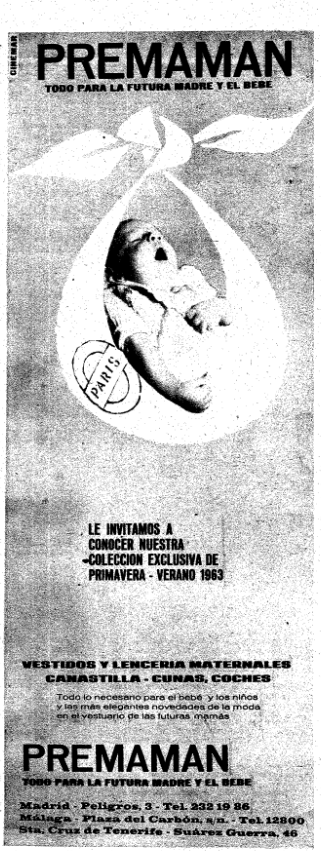 CINEMAR
PREMAMAN
TODO PARA LA FUTURA MADRE Y EL BEBE
PARIS
LE INVITAMOS A
CONOCER NUESTRA
COLECCION EXCLUSIVA DE
PRIMAVERA - VERANO 1963
VESTIDOS Y LENCERIA MATERNALES
CANASTILLA - CUNAS, COCHES
Todo lo necesario para el bebé y los niños
y las más elegantes novedades de la moda
en el vestuario de las futuras mamás
PREMAMAN
TODO PARA LA FUTURA MADRE Y EL BEBE
Madrid - Peligros, 3 - Tel. 232 19 86
Málaga - Plaza del Carbón, s/n. - Tel. 12800
Sta. Cruz de Tenerife - Suárez Guerra, 46